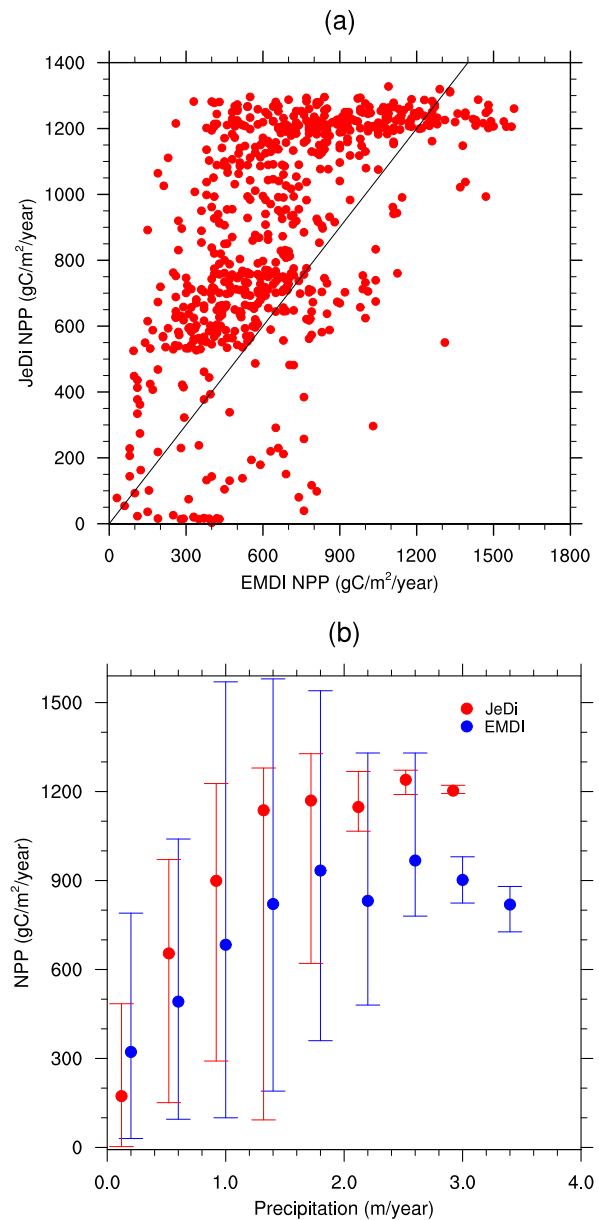 (a)
1400
1200
1000
800
600
400
200
0
JeDi NPP (gC/m²/year)
0 300 600 900 1200 1500 1800
EMDI NPP (gC/m²/year)
(b)
1500
1200
900
600
300
0
NPP (gC/m²/year)
JeDi
EMDI
0 1.0 2.0 3.0 4.0
Precipitation (m/year)